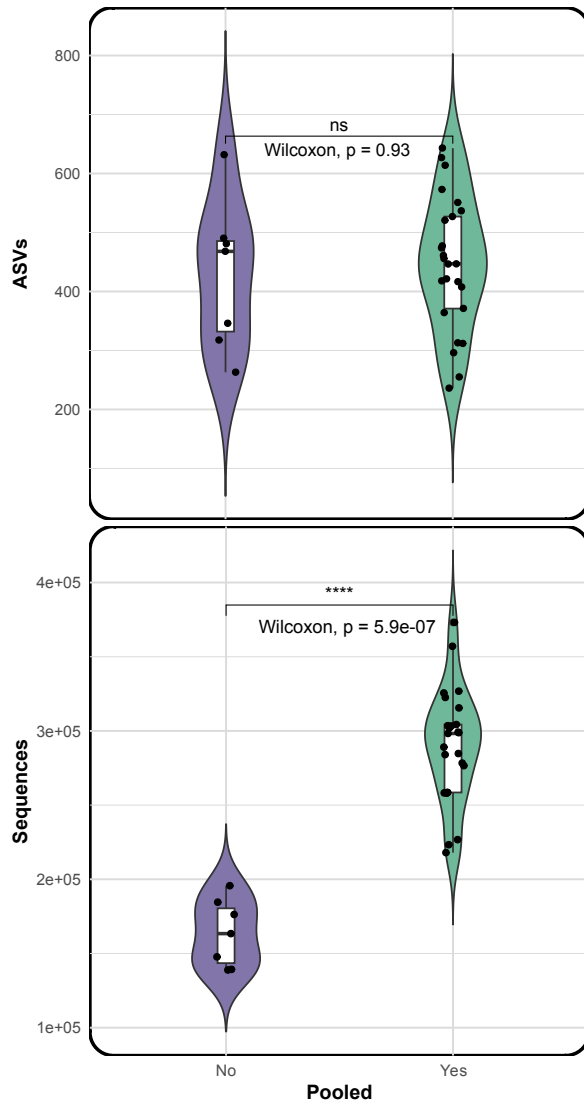 800
ns
Wilcoxon, p = 0.93
600
ASVs
400
200
4e+05
****
Wilcoxon, p = 5.9e-07
3e+05
Sequences
2e+05
1e+05
No Yes
Pooled